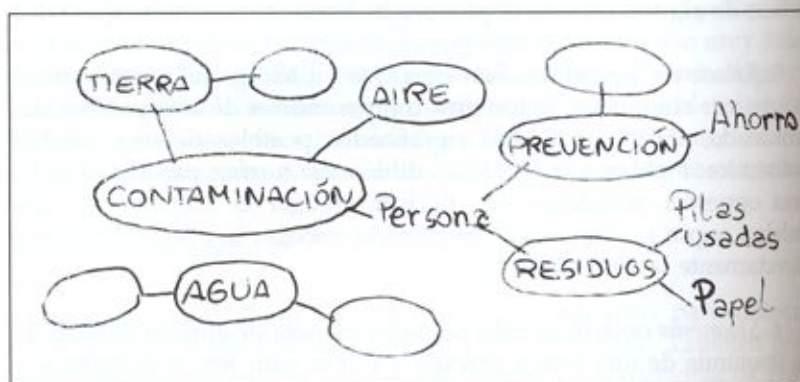 TIERRA
AIRE
CONTAMINACIÓN
AGUA
Persona
PREVENCIÓN
Ahorro
RESIDUOS
Pilas
usadas
Papel